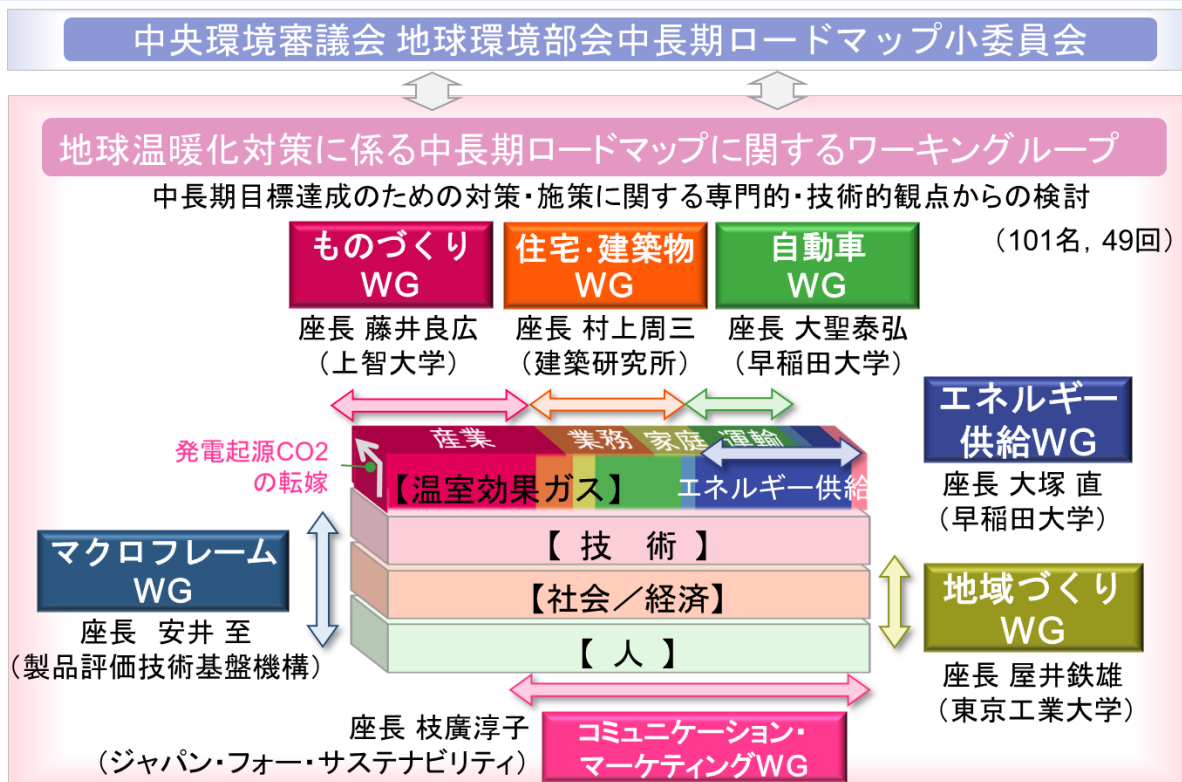 中央環境審議会 地球環境部会中長期ロードマップ小委員会
地球温暖化対策に係る中長期ロードマップに関するワーキングループ
中長期目標達成のための対策・施策に関する専門的・技術的観点からの検討
（101名，49回）
ものづくり
WG
座長 藤井良広
（上智大学）
住宅・建築物
WG
座長 村上周三
（建築研究所）
自動車
WG
座長 大聖泰弘
（早稲田大学）
エネルギー
供給WG
座長 大塚 直
（早稲田大学）
発電起源CO2
の転嫁
産業
業務
家庭
運輸
【温室効果ガス】
エネルギー供給
【 技 術 】
【社会／経済】
【 人 】
マクロフレーム
WG
座長 安井 至
（製品評価技術基盤機構）
地域づくり
WG
座長 屋井鉄雄
（東京工業大学）
座長 枝廣淳子
（ジャパン・フォー・サステナビリティ）
コミュニケーション・
マーケティングWG